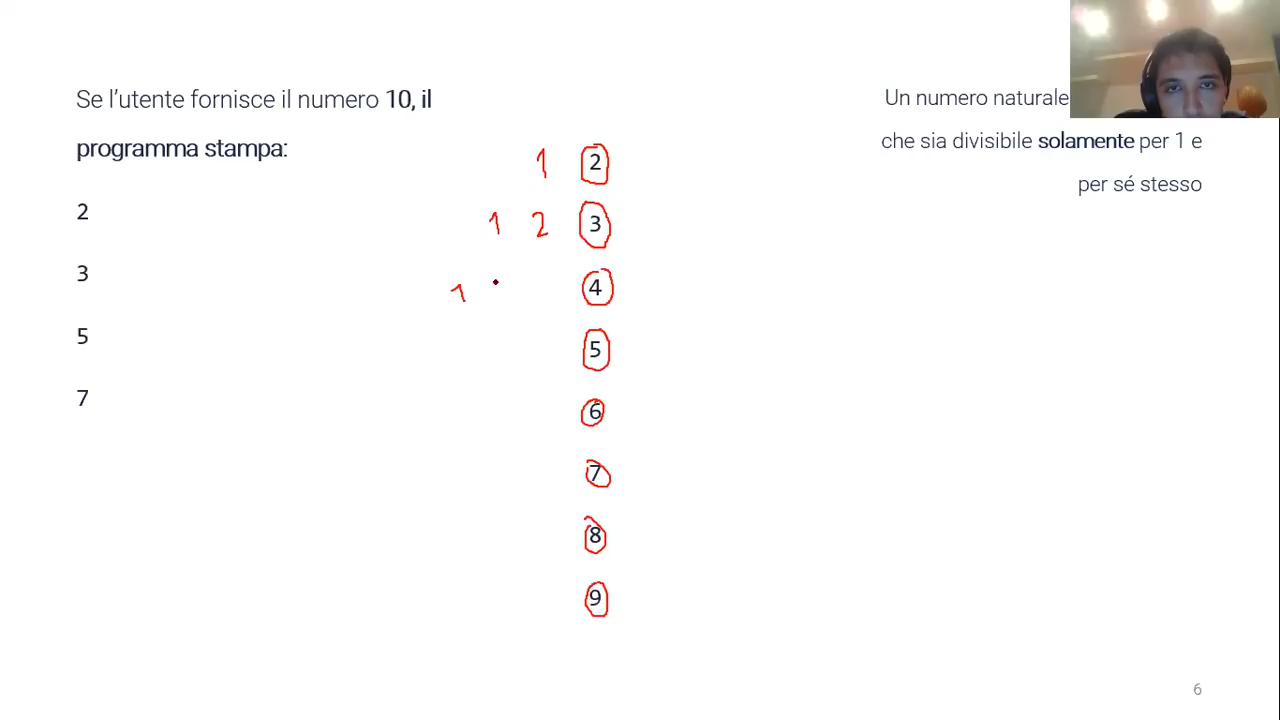 Se l'utente fornisce il numero 10, il
programma stampa:
2
3
5
7
1 2
1 2 3
1 4
5
6
7
8
9
Un numero naturale
che sia divisibile solamente per 1 e
per sé stesso
6